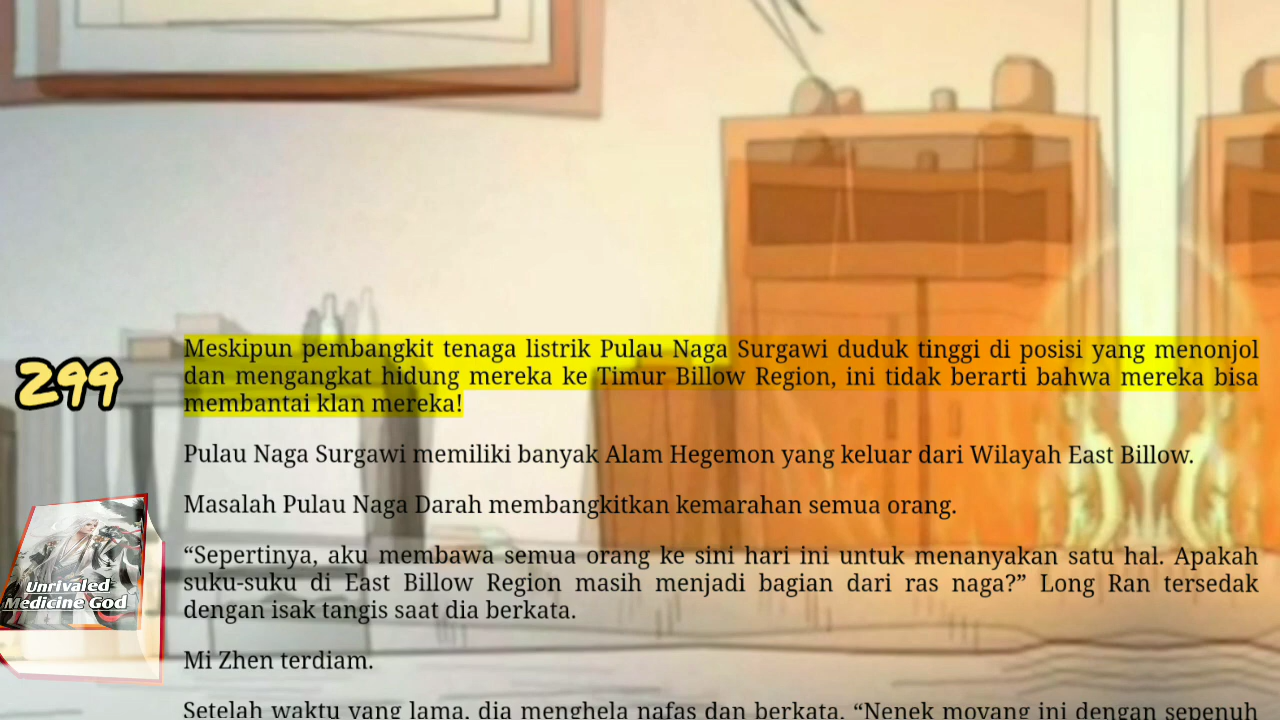 Meskipun pembangkit tenaga listrik Pulau Naga Surgawi duduk tinggi di posisi yang menonjol
dan mengangkat hidung mereka ke Timur Billow Region, ini tidak berarti bahwa mereka bisa
membantai klan mereka!
299
Pulau Naga Surgawi memiliki banyak Alam Hegemon yang keluar dari Wilayah East Billow.
Masalah Pulau Naga Darah membangkitkan kemarahan semua orang.
“Sepertinya, aku membawa semua orang ke sini hari ini untuk menanyakan satu hal. Apakah
suku-suku di East Billow Region masih menjadi bagian dari ras naga?” Long Ran tersedak
dengan isak tangis saat dia berkata.
Unrivaled
Medicine God
Mi Zhen terdiam.
Setelah waktu yang lama, dia menghela nafas dan berkata, “Nenek moyang ini dengan sepenuh